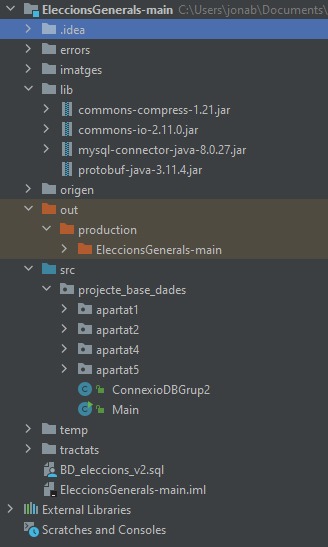 EleccionsGenerals-main C:\Users\jonab\Documents\
.idea
errors
imatges
lib
commons-compress-1.21.jar
commons-io-2.11.0.jar
mysql-connector-java-8.0.27.jar
protobuf-java-3.11.4.jar
origen
out
production
EleccionsGenerals-main
src
projecte_base_dades
apartat1
apartat2
apartat4
apartat5
ConnexioDBGrup2
Main
temp
tractats
BD_eleccions_v2.sql
EleccionsGenerals-main.iml
External Libraries
Scratches and Consoles